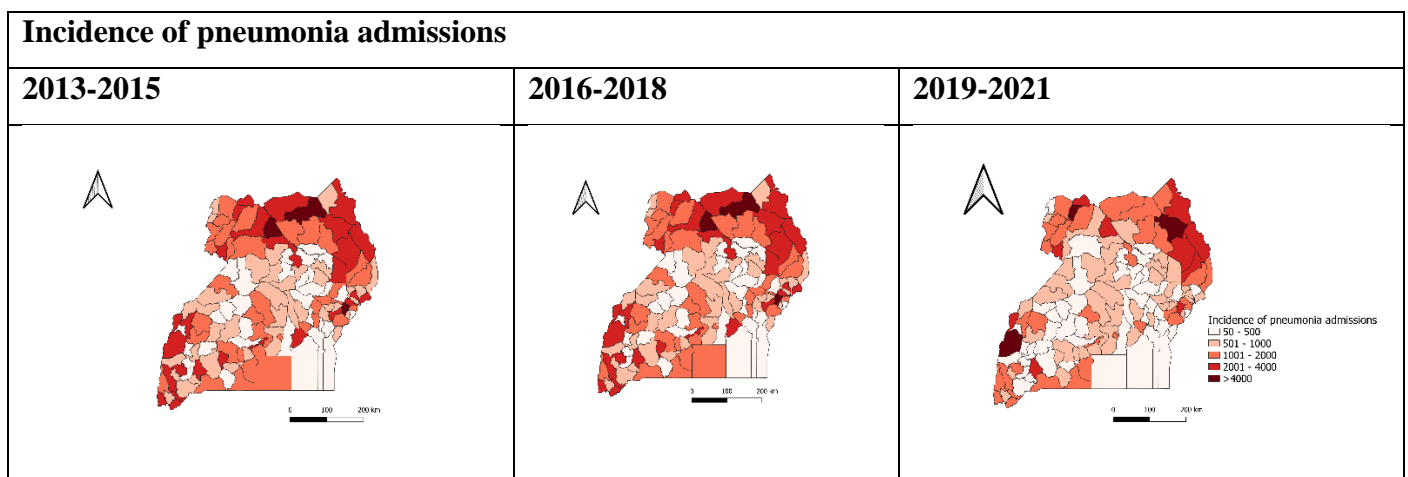 Incidence of pneumonia admissions
2013-2015
2016-2018
2019-2021
0 100 200 km
0 100 200 km
Incidence of pneumonia admissions
50 - 500
501 - 1000
1001 - 2000
2001 - 4000
>4000
0 100 200 km